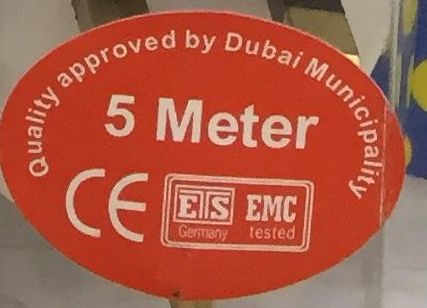 Quality approved by Dubai Municipality
5 Meter
CE
ETS EMC
Germany tested